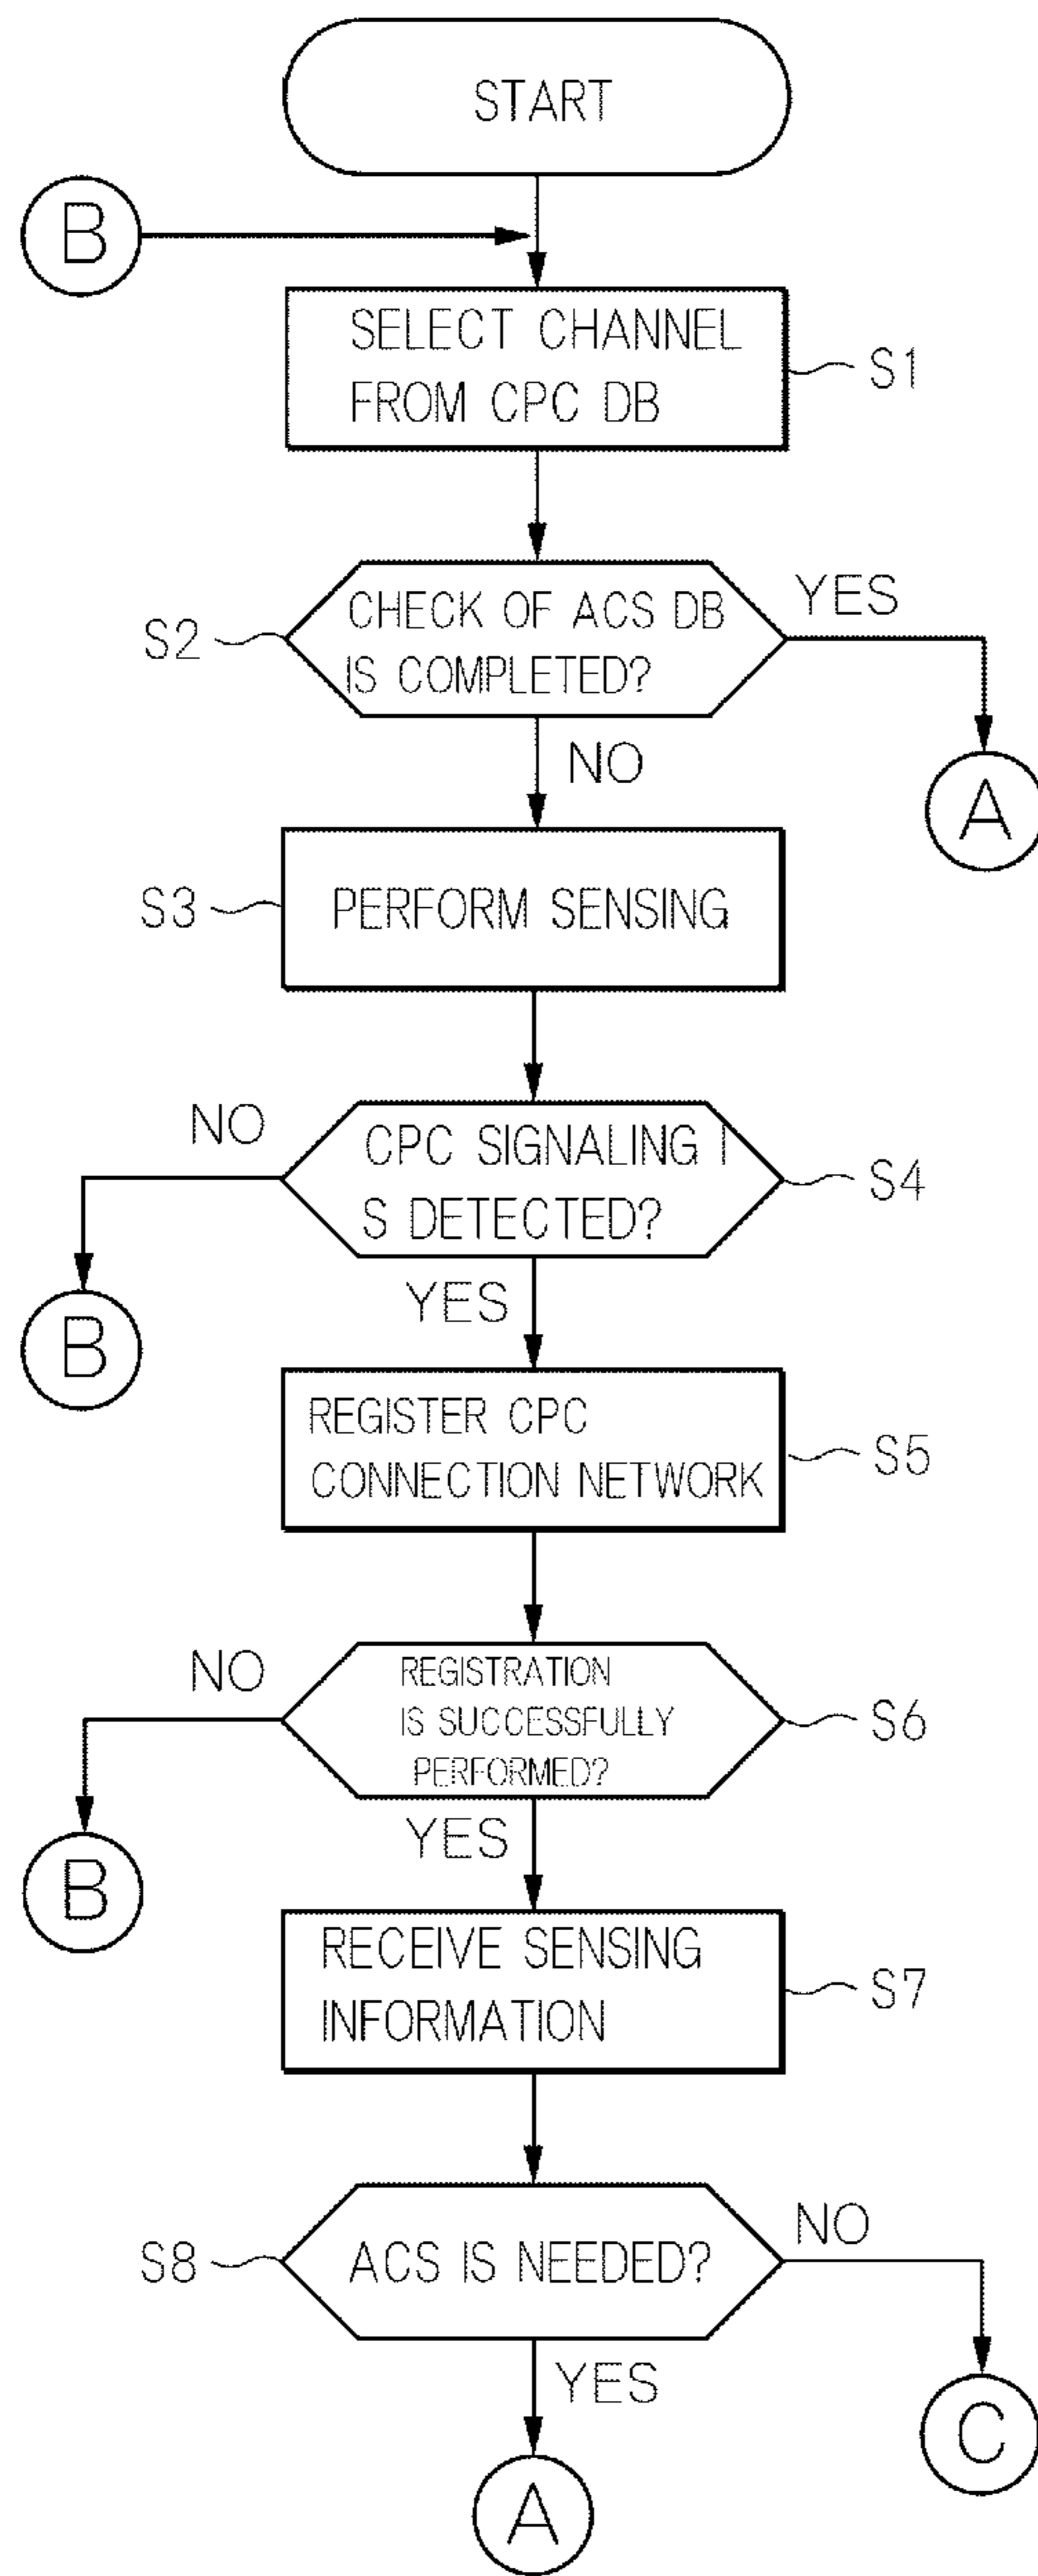 START
B
SELECT CHANNEL
FROM CPC DB
S1
CHECK OF ACS DB
IS COMPLETED?
S2
YES
A
NO
S3
PERFORM SENSING
NO
CPC SIGNALING I
S DETECTED?
S4
B
YES
REGISTER CPC
CONNECTION NETWORK
S5
NO
REGISTRATION
IS SUCCESSFULLY
PERFORMED?
S6
B
YES
RECEIVE SENSING
INFORMATION
S7
S8
ACS IS NEEDED?
NO
YES
C
A